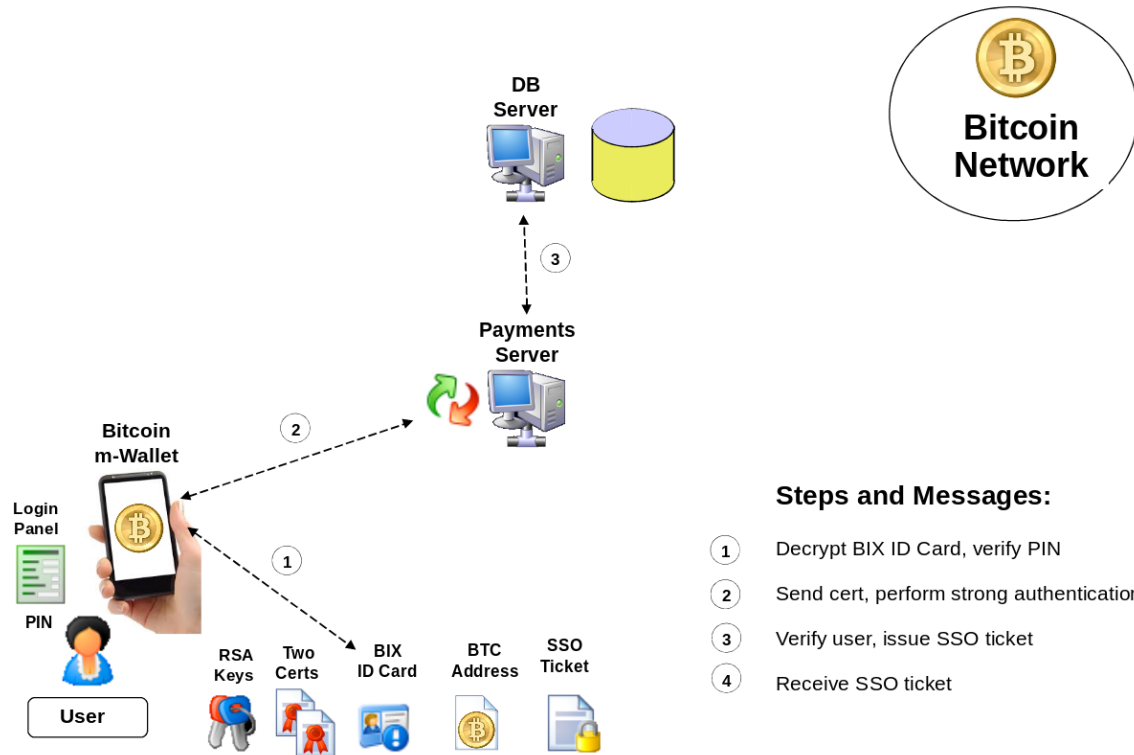 DB
Server
Bitcoin
Network
3
Payments
Server
2
Bitcoin
m-Wallet
Login
Panel
1
PIN
RSA
Keys
Two
Certs
BIX
ID Card
BTC
Address
SSO
Ticket
User
Steps and Messages:
1 Decrypt BIX ID Card, verify PIN
2 Send cert, perform strong authentication
3 Verify user, issue SSO ticket
4 Receive SSO ticket